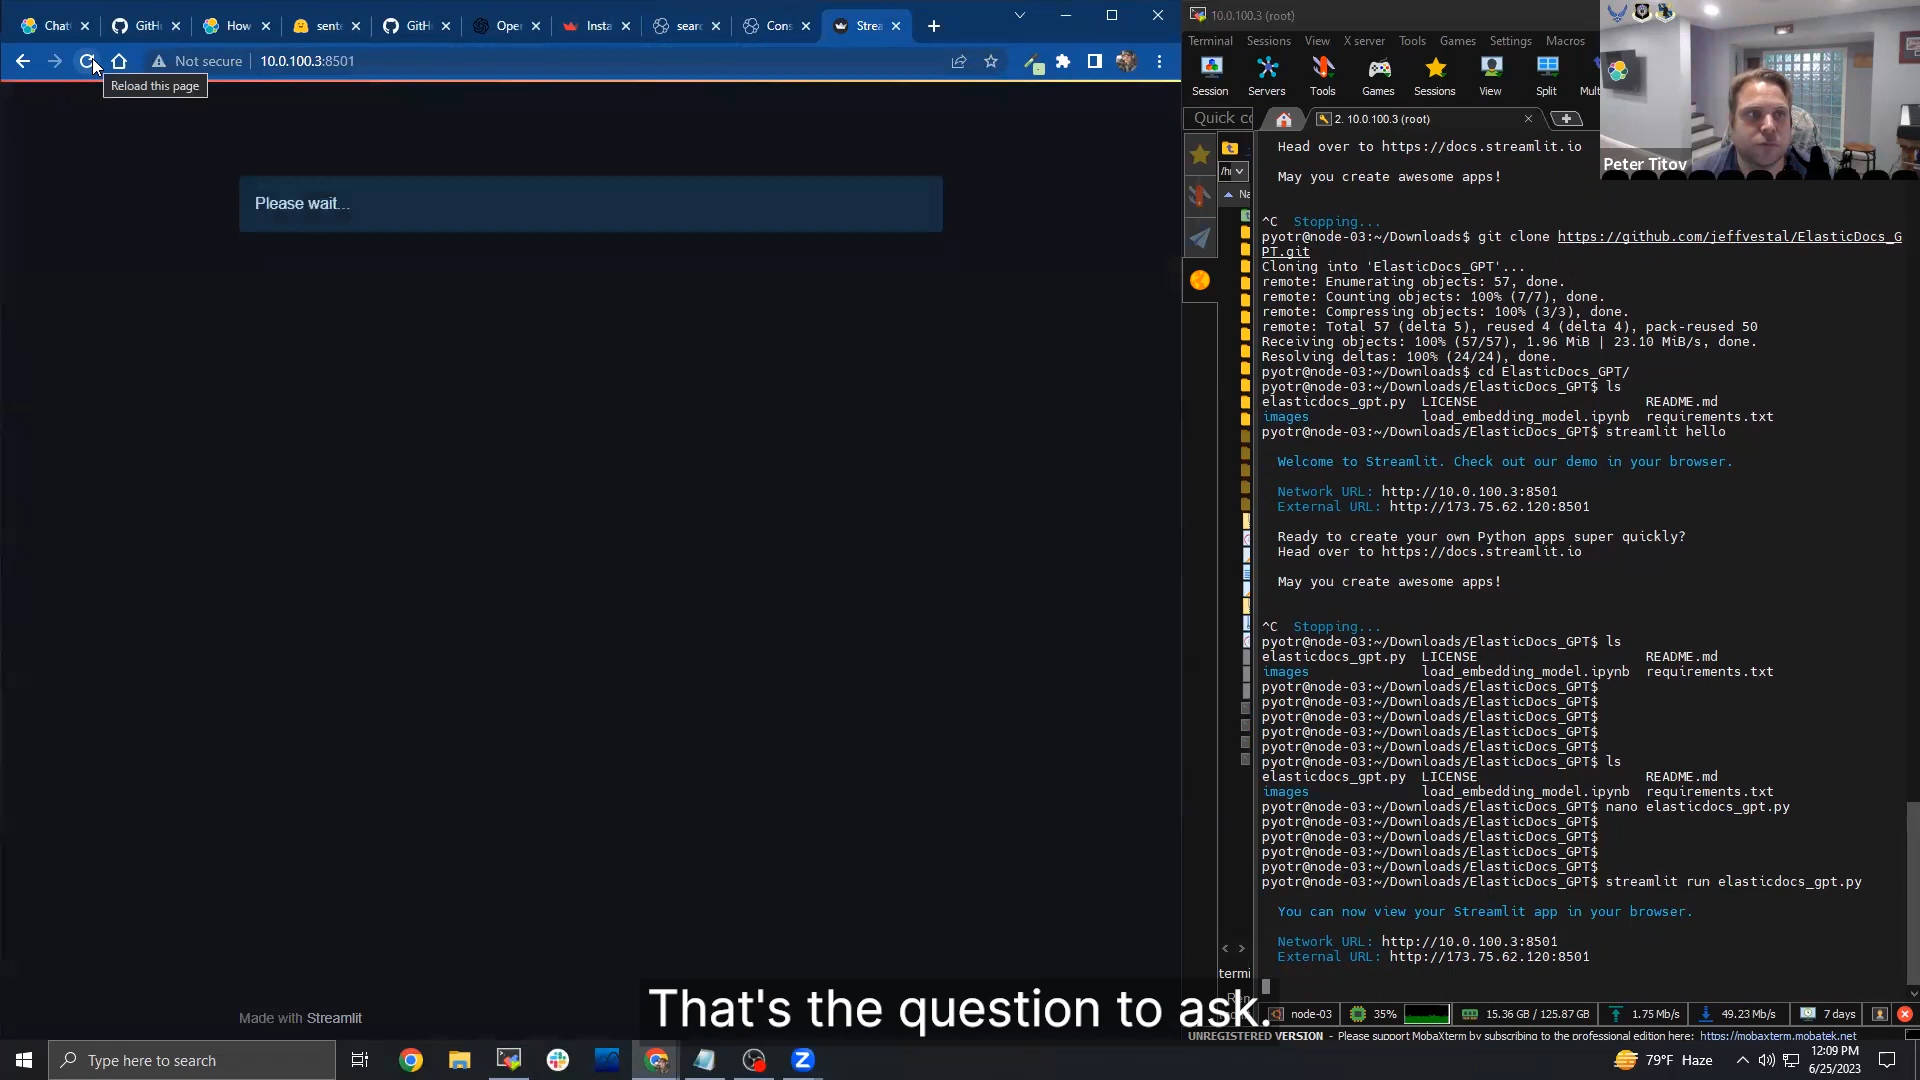 Chat
GitH
How
sente
GitH
Ope
Insta
sear
Cons
Strea
Not secure
10.0.100.3:8501
Reload this page
Please wait...
Made with Streamlit
10.0.100.3 (root)
Terminal Sessions View X server Tools Games Settings Macros
Session Servers Tools Games Sessions View Split Mult
Quick co
2. 10.0.100.3 (root)
Peter Titov
Na
Head over to https://docs.streamlit.io
May you create awesome apps!
^C Stopping...
pyotr@node-03:~/Downloads$ git clone https://github.com/jeffvestal/ElasticDocs_G
PT.git
Cloning into 'ElasticDocs_GPT'...
remote: Enumerating objects: 57, done.
remote: Counting objects: 100% (7/7), done.
remote: Compressing objects: 100% (3/3), done.
remote: Total 57 (delta 5), reused 4 (delta 4), pack-reused 50
Receiving objects: 100% (57/57), 1.96 MiB | 23.10 MiB/s, done.
Resolving deltas: 100% (24/24), done.
pyotr@node-03:~/Downloads$ cd ElasticDocs_GPT/
pyotr@node-03:~/Downloads/ElasticDocs_GPT$ ls
elasticdocs_gpt.py LICENSE README.md
images load_embedding_model.ipynb requirements.txt
pyotr@node-03:~/Downloads/ElasticDocs_GPT$ streamlit hello
Welcome to Streamlit. Check out our demo in your browser.
Network URL: http://10.0.100.3:8501
External URL: http://173.75.62.120:8501
Ready to create your own Python apps super quickly?
Head over to https://docs.streamlit.io
May you create awesome apps!
^C Stopping...
pyotr@node-03:~/Downloads/ElasticDocs_GPT$ ls
elasticdocs_gpt.py LICENSE README.md
images load_embedding_model.ipynb requirements.txt
pyotr@node-03:~/Downloads/ElasticDocs_GPT$
pyotr@node-03:~/Downloads/ElasticDocs_GPT$
pyotr@node-03:~/Downloads/ElasticDocs_GPT$
pyotr@node-03:~/Downloads/ElasticDocs_GPT$
pyotr@node-03:~/Downloads/ElasticDocs_GPT$
pyotr@node-03:~/Downloads/ElasticDocs_GPT$ ls
elasticdocs_gpt.py LICENSE README.md
images load_embedding_model.ipynb requirements.txt
pyotr@node-03:~/Downloads/ElasticDocs_GPT$ nano elasticdocs_gpt.py
pyotr@node-03:~/Downloads/ElasticDocs_GPT$
pyotr@node-03:~/Downloads/ElasticDocs_GPT$
pyotr@node-03:~/Downloads/ElasticDocs_GPT$
pyotr@node-03:~/Downloads/ElasticDocs_GPT$
pyotr@node-03:~/Downloads/ElasticDocs_GPT$ streamlit run elasticdocs_gpt.py
You can now view your Streamlit app in your browser.
Network URL: http://10.0.100.3:8501
External URL: http://173.75.62.120:8501
termi
That's the question to ask.
node-03 35% 15.36 GB / 125.87 GB 1.75 Mb/s 49.23 Mb/s 7 days
UNREGISTERED VERSION - Please support MobaXterm by subscribing to the professional edition here: https://mobaxterm.mobatek.net
Type here to search
79°F Haze
12:09 PM
6/25/2023